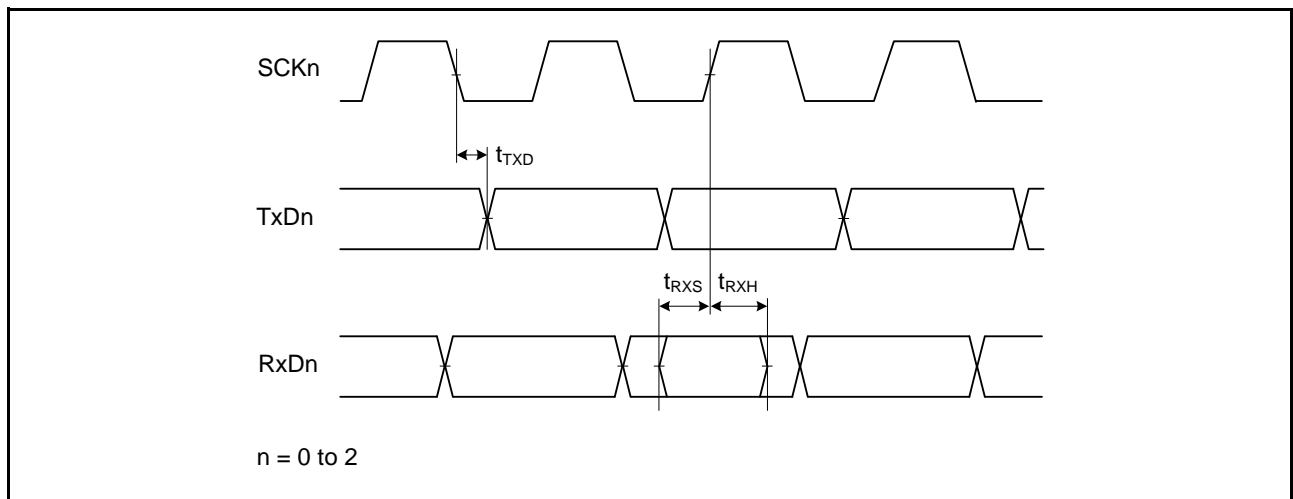 SCKn
tTXD
TxDn
tRXS tRXH
RxDn
n = 0 to 2